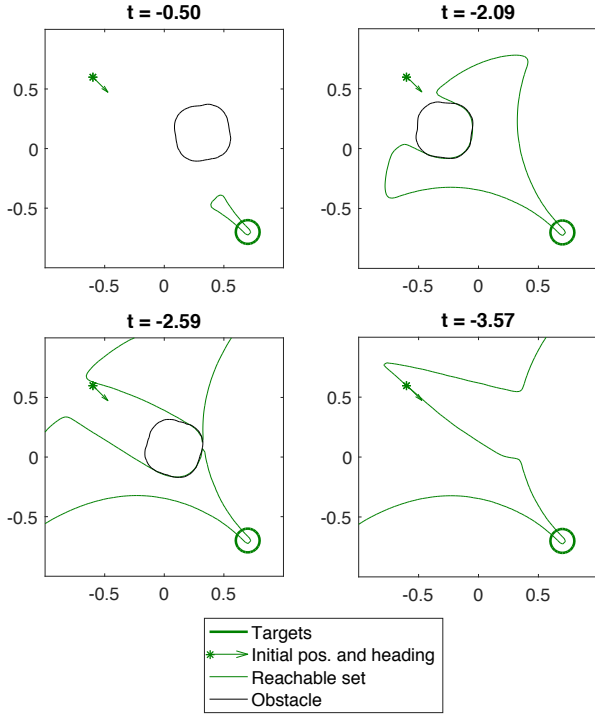 t = -0.50
t = -2.09
0.5
0
-0.5
-0.5 0 0.5
0.5
0
-0.5
-0.5 0 0.5
t = -2.59
t = -3.57
0.5
0
-0.5
-0.5 0 0.5
0.5
0
-0.5
-0.5 0 0.5
Targets
Initial pos. and heading
Reachable set
Obstacle